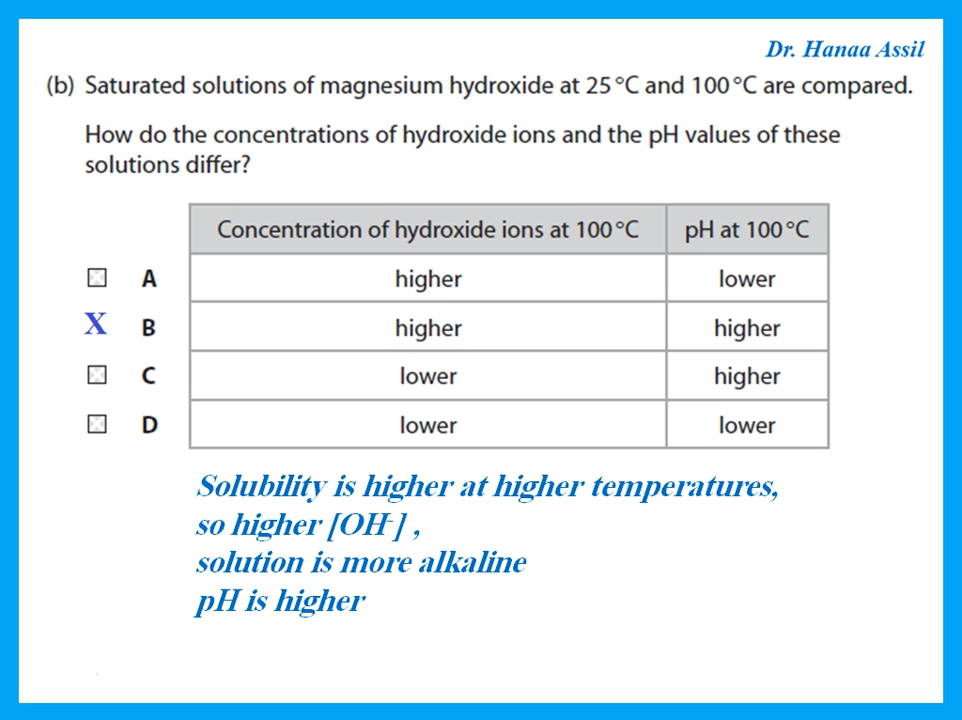 Dr. Hanaa Assil
(b) Saturated solutions of magnesium hydroxide at 25 °C and 100 °C are compared.
How do the concentrations of hydroxide ions and the pH values of these
solutions differ?
Concentration of hydroxide ions at 100 °C pH at 100 °C
A higher lower
X B higher higher
C lower higher
D lower lower
Solubility is higher at higher temperatures,
so higher [OH-] ,
solution is more alkaline
pH is higher